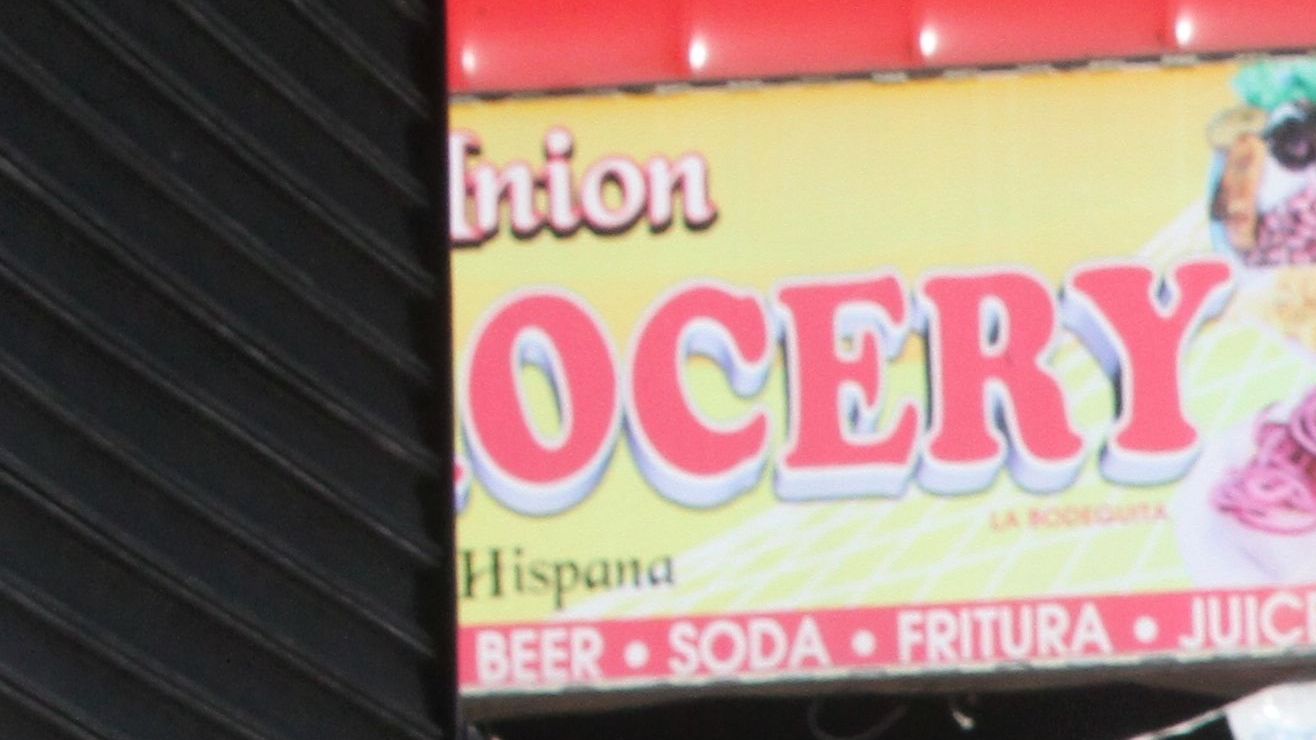 nion
OCERY
LA BODEGUITA
Hispana
BEER • SODA • FRITURA • JUIC